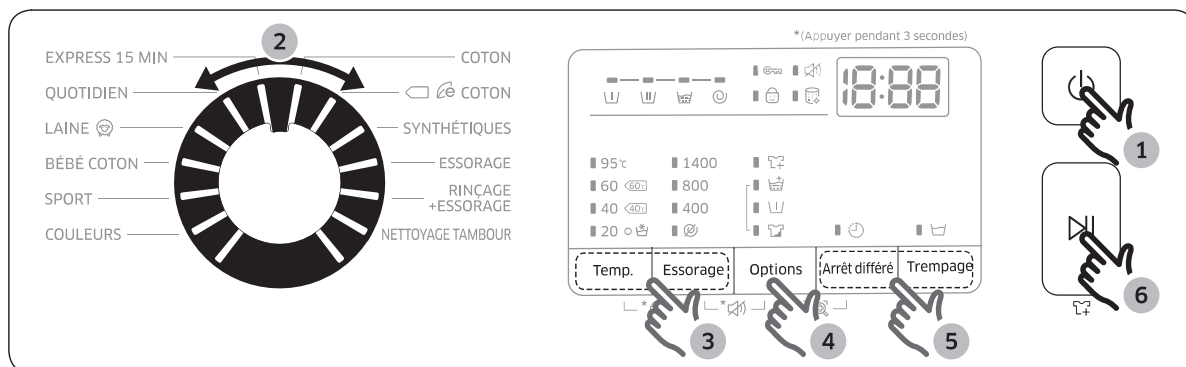 *(Appuyer pendant 3 secondes)
2
EXPRESS 15 MIN
QUOTIDIEN
LAINE
BÉBÉ COTON
SPORT
COULEURS
COTON
e COTON
SYNTHÉTIQUES
ESSORAGE
RINÇAGE
+ESSORAGE
NETTOYAGE TAMBOUR
18:88
95°C 1400
60 60°C 800
40 40°C 400
20
Temp. Essorage Options Arrêt différé Trempage
* *
3 4 5
1
6